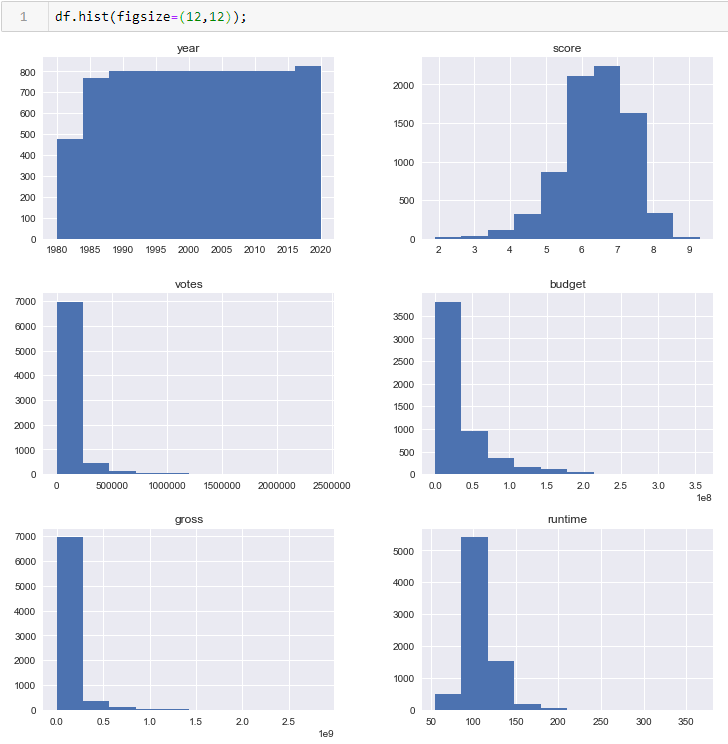 1 df.hist(figsize=(12,12));
year
800
700
600
500
400
300
200
100
0
1980 1985 1990 1995 2000 2005 2010 2015 2020
score
2000
1500
1000
500
0
2 3 4 5 6 7 8 9
votes
7000
6000
5000
4000
3000
2000
1000
0
0 500000 1000000 1500000 2000000 2500000
budget
3500
3000
2500
2000
1500
1000
500
0
0.0 0.5 1.0 1.5 2.0 2.5 3.0 3.5
1e8
gross
7000
6000
5000
4000
3000
2000
1000
0
0.0 0.5 1.0 1.5 2.0 2.5
1e9
runtime
5000
4000
3000
2000
1000
0
50 100 150 200 250 300 350